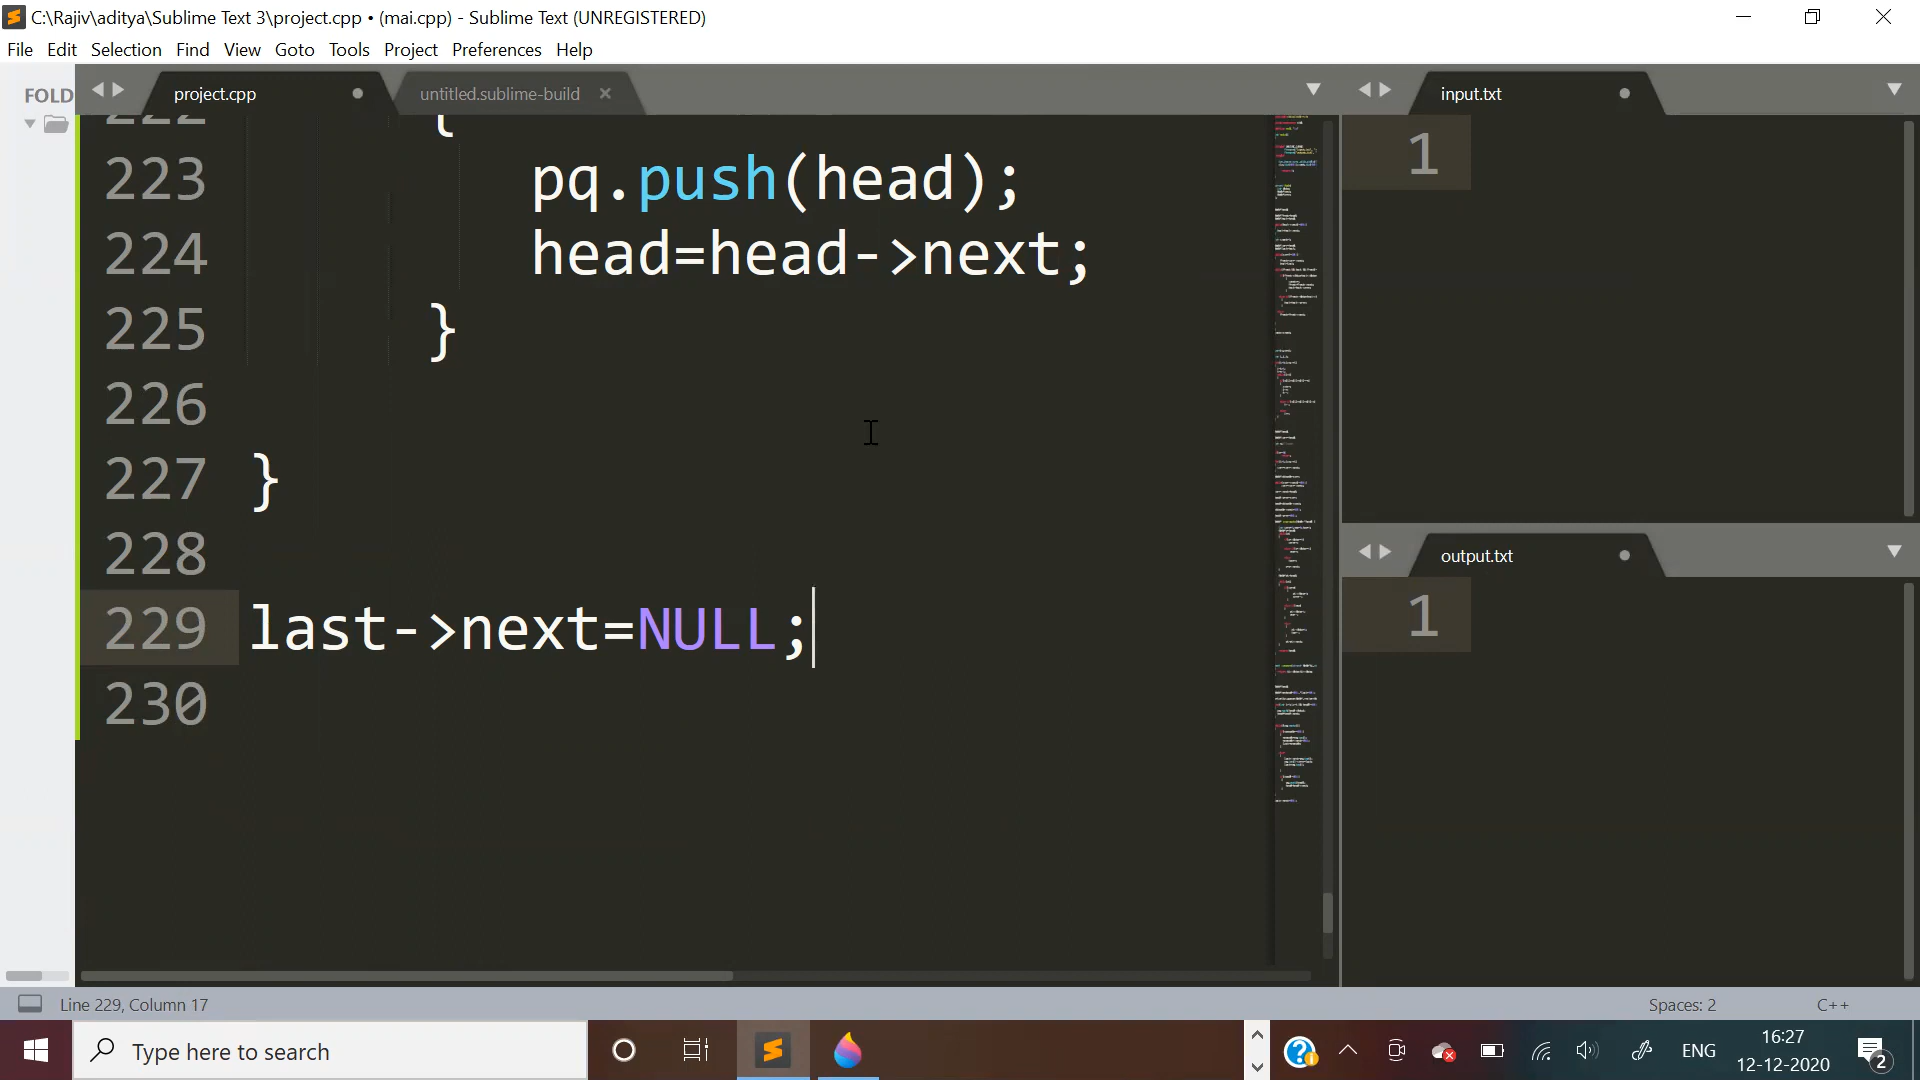 C:\Rajiv\aditya\Sublime Text 3\project.cpp • (mai.cpp) - Sublime Text (UNREGISTERED)
File Edit Selection Find View Goto Tools Project Preferences Help
FOLD
project.cpp
untitled.sublime-build
input.txt
222 {
223 pq.push(head);
224 head=head->next;
225 }
226
227 }
228
229 last->next=NULL;
230
1
output.txt
1
Line 229, Column 17
Spaces: 2
C++
Type here to search
ENG
16:27
12-12-2020
2